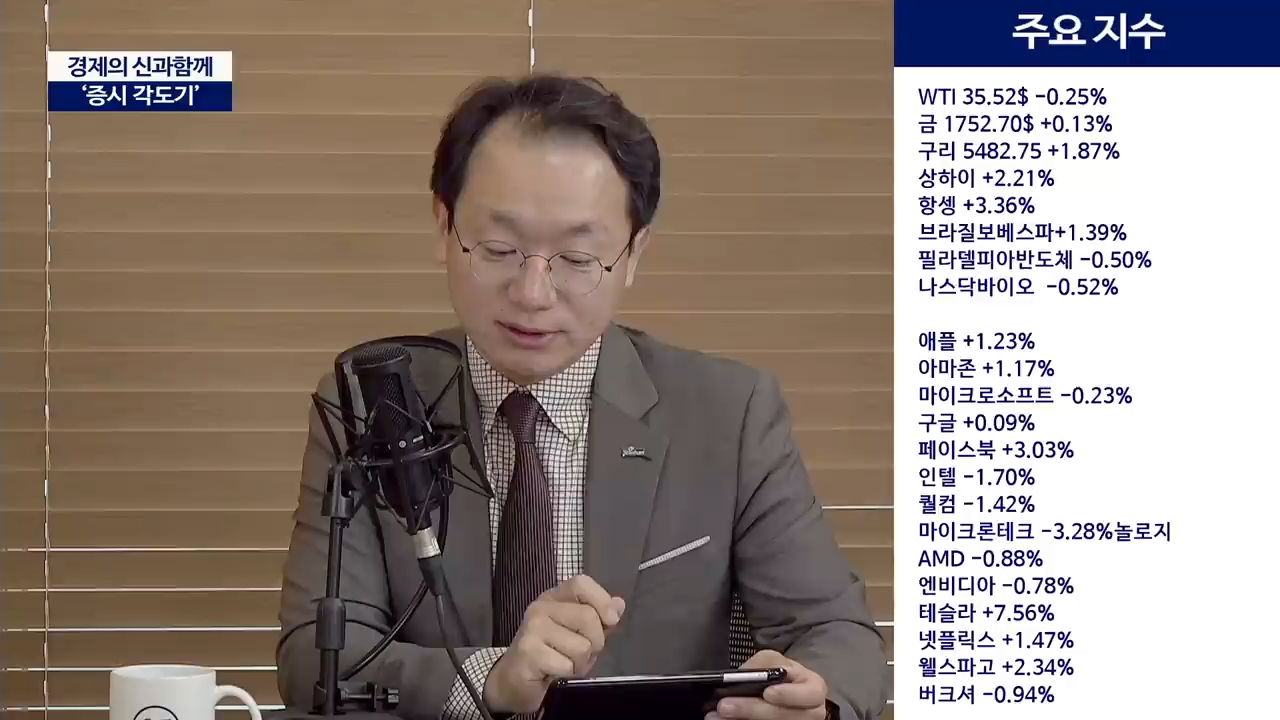 경제의 신과함께
‘증시 각도기’
주요 지수
WTI 35.52$ -0.25%
금 1752.70$ +0.13%
구리 5482.75 +1.87%
상하이 +2.21%
항셍 +3.36%
브라질보베스파+1.39%
필라델피아반도체 -0.50%
나스닥바이오 -0.52%
애플 +1.23%
아마존 +1.17%
마이크로소프트 -0.23%
구글 +0.09%
페이스북 +3.03%
인텔 -1.70%
퀄컴 -1.42%
마이크론테크 -3.28%놀로지
AMD -0.88%
엔비디아 -0.78%
테슬라 +7.56%
넷플릭스 +1.47%
웰스파고 +2.34%
버크셔 -0.94%